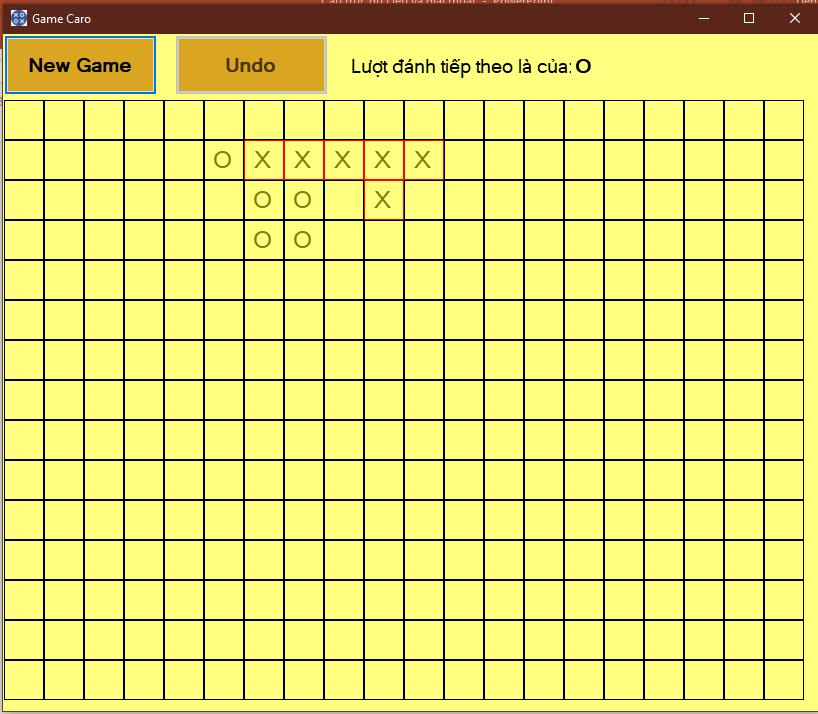 Game Caro
New Game
Undo
Lượt đánh tiếp theo là của: O
O X X X X X
O O X
O O